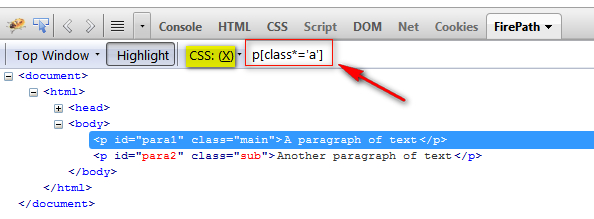 Console HTML CSS Script DOM Net Cookies FirePath
Top Window Highlight CSS: (X) p[class*='a']
<document>
<html>
<head>
<body>
<p id="para1" class="main">A paragraph of text</p>
<p id="para2" class="sub">Another paragraph of text</p>
</body>
</html>
</document>